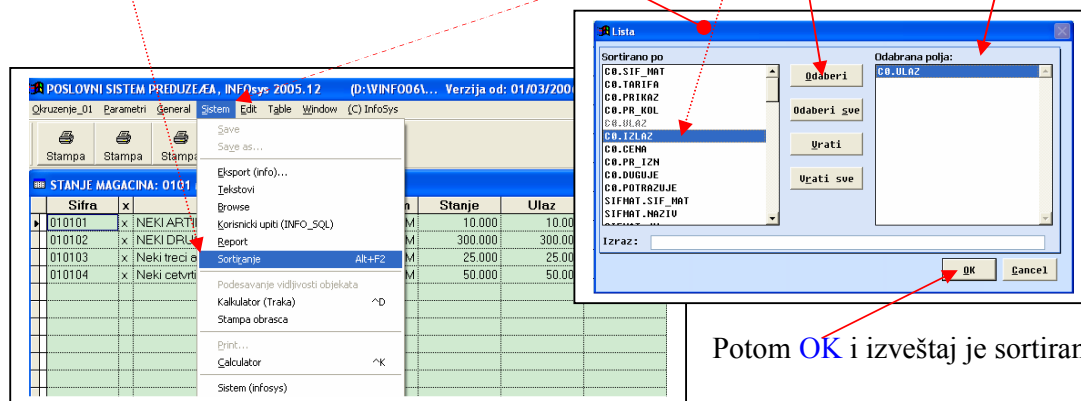 POSLOVNI SISTEM PREDUZEÆA, INFOsys 2005.12 (D:\VINFO06\... Verzija od: 01/03/200
Okruzenje_01 Parametri General Sistem Edit Table Window (C) InfoSys
Stampa Stampa Stampa
STANJE MAGACINA: 0101
Sifra x Stanje Ulaz
010101 x NEKI ARTI M 10.000 10.00
010102 x NEKI DRU M 300.000 300.00
010103 x Neki treci a M 25.000 25.00
010104 x Neki cetvrti M 50.000 50.00
Save
Save as...
Eksport (info)...
Tekstovi
Browse
Korisnicki upiti (INFO_SQL)
Report
Sortiranje Alt+F2
Podesavanje vidljivosti objekata
Kalkulator (Traka) ^D
Stampa obrasca
Print...
Calculator ^K
Sistem (infosys)
Lista
Sortirano po
C0.SIF_MAT
C0.TARIFA
C0.PRIKAZ
C0.PR_KOL
C0.ULAZ
C0.IZLAZ
C0.CENA
C0.PR_IZN
C0.DUGUJE
C0.POTRAZUJE
SIFMAT.SIF_MAT
SIFMAT.NAZIV
Odaberi
Odaberi sve
Vrati
Vrati sve
Odabrana polja:
C0.ULAZ
Izraz:
OK Cancel
Potom OK i izveštaj je sortiran